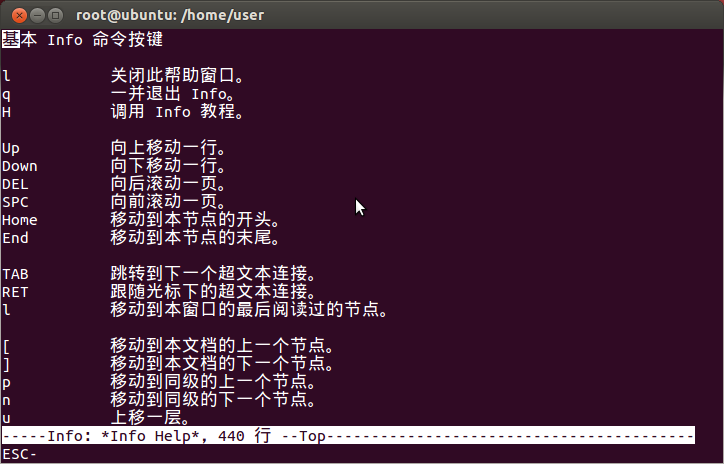 root@ubuntu: /home/user
基本 Info 命令按键
l 关闭此帮助窗口。
q 一并退出 Info。
H 调用 Info 教程。
Up 向上移动一行。
Down 向下移动一行。
DEL 向后滚动一页。
SPC 向前滚动一页。
Home 移动到本节点的开头。
End 移动到本节点的末尾。
TAB 跳转到下一个超文本连接。
RET 跟随光标下的超文本连接。
l 移动到本窗口的最后阅读过的节点。
[ 移动到本文档的上一个节点。
] 移动到本文档的下一个节点。
p 移动到同级的上一个节点。
n 移动到同级的下一个节点。
u 上移一层。
-----Info: *Info Help*, 440 行 --Top-----------------------------------------
ESC-